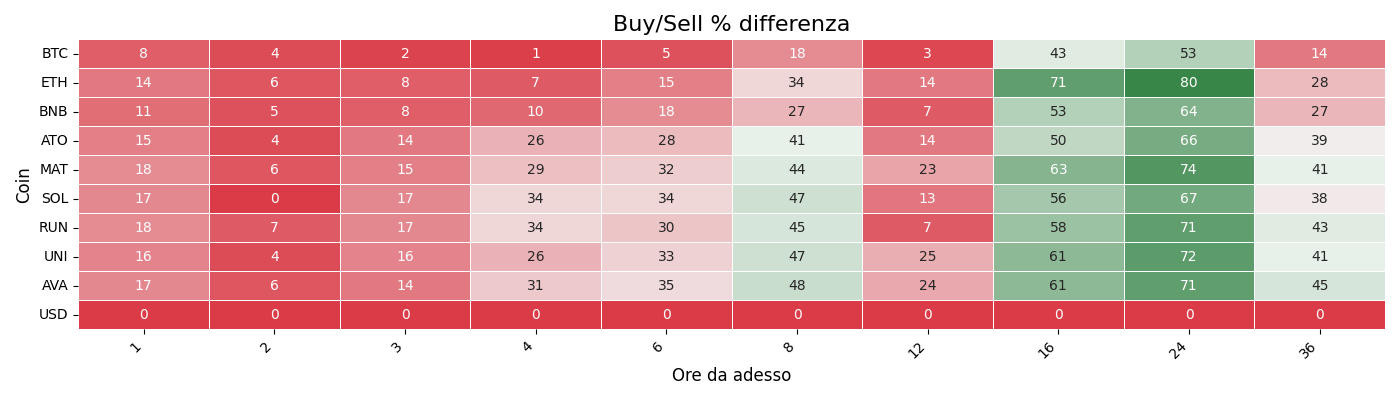 Buy/Sell % differenza
Coin
BTC 8 4 2 1 5 18 3 43 53 14
ETH 14 6 8 7 15 34 14 71 80 28
BNB 11 5 8 10 18 27 7 53 64 27
ATO 15 4 14 26 28 41 14 50 66 39
MAT 18 6 15 29 32 44 23 63 74 41
SOL 17 0 17 34 34 47 13 56 67 38
RUN 18 7 17 34 30 45 7 58 71 43
UNI 16 4 16 26 33 47 25 61 72 41
AVA 17 6 14 31 35 48 24 61 71 45
USD 0 0 0 0 0 0 0 0 0 0
1 2 3 4 6 8 12 16 24 36
Ore da adesso